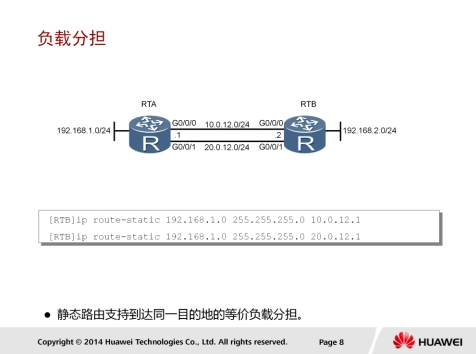 负载分担
RTA
RTB
192.168.1.0/24
G0/0/0
10.0.12.0/24
G0/0/0
192.168.2.0/24
.1
.2
R
R
G0/0/1
20.0.12.0/24
G0/0/1
[RTB]ip route-static 192.168.1.0 255.255.255.0 10.0.12.1
[RTB]ip route-static 192.168.1.0 255.255.255.0 20.0.12.1
● 静态路由支持到达同一目的地的等价负载分担。
Copyright © 2014 Huawei Technologies Co., Ltd. All rights reserved.
Page 8
HUAWEI